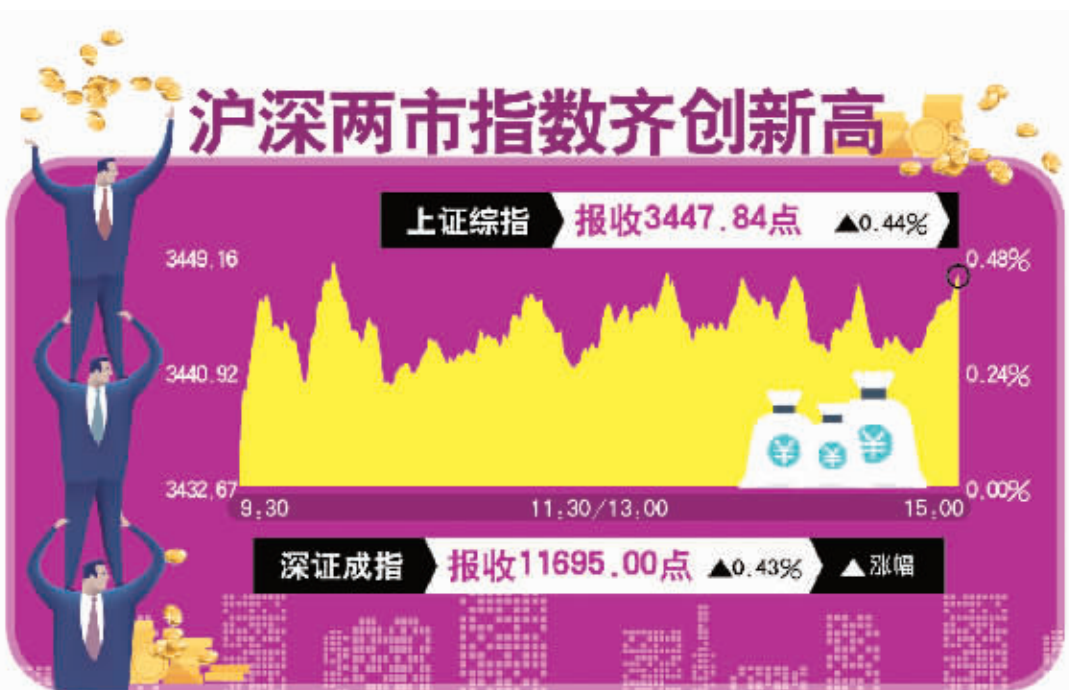 沪深两市指数齐创新高
上证综指 报收3447.84点 ▲0.44%
3449.16 0.48%
3440.92 0.24%
3432.67 0.00%
9:30 11:30/13:00 15:00
¥ ¥ ¥
深证成指 报收11695.00点 ▲0.43% ▲涨幅